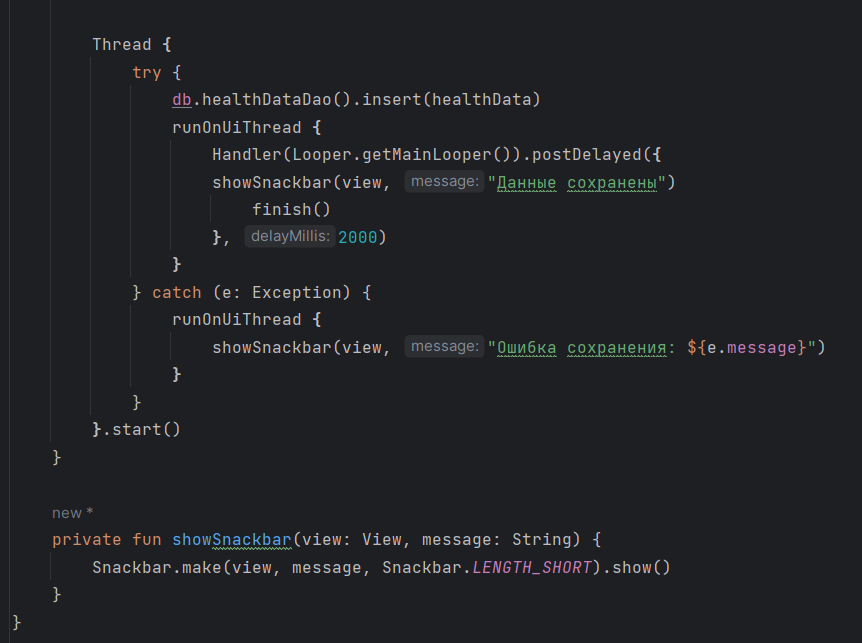 Thread {
try {
db.healthDataDao().insert(healthData)
runOnUiThread {
Handler(Looper.getMainLooper()).postDelayed({
showSnackbar(view, message: "Данные сохранены")
finish()
}, delayMillis: 2000)
}
} catch (e: Exception) {
runOnUiThread {
showSnackbar(view, message: "Ошибка сохранения: ${e.message}")
}
}
}.start()
}
new *
private fun showSnackbar(view: View, message: String) {
Snackbar.make(view, message, Snackbar.LENGTH_SHORT).show()
}
}